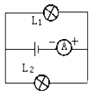 L₁
- A +
L₂